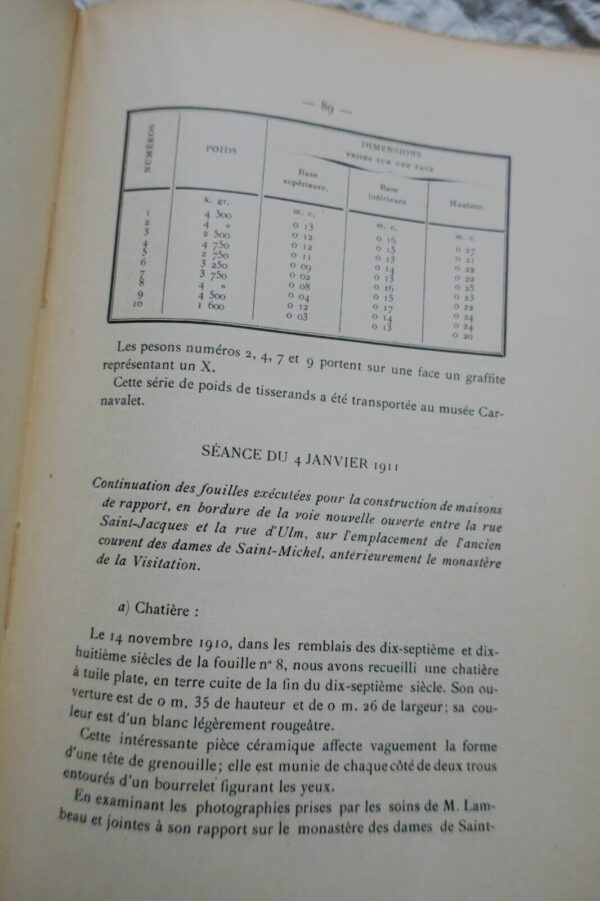 — 89 —
NUMÉROS
POIDS
DIMENSIONS
PRISES SUR UNE FACE
Base supérieure.
Base inférieure.
Hauteur.
k. gr. m. c. m. c. m. c.
1 4 500 0 13 0 16 0 27
2 4 » 0 12 0 15 0 21
3 2 500 0 12 0 13 0 22
4 4 750 0 11 0 14 0 22
5 2 750 0 09 0 13 0 25
6 3 250 0 02 0 16 0 23
7 3 750 0 08 0 15 0 22
8 4 » 0 04 0 17 0 24
9 4 500 0 12 0 14 0 24
10 1 600 0 03 0 13 0 20
Les pesons numéros 2, 4, 7 et 9 portent sur une face un graffite
représentant un X.
Cette série de poids de tisserands a été transportée au musée Car-
navalet.
SÉANCE DU 4 JANVIER 1911
Continuation des fouilles exécutées pour la construction de maisons
de rapport, en bordure de la voie nouvelle ouverte entre la rue
Saint-Jacques et la rue d'Ulm, sur l'emplacement de l'ancien
couvent des dames de Saint-Michel, antérieurement le monastère
de la Visitation.
a) Chatière :
Le 14 novembre 1910, dans les remblais des dix-septième et dix-
huitième siècles de la fouille n° 8, nous avons recueilli une chatière
à tuile plate, en terre cuite de la fin du dix-septième siècle. Son ou-
verture est de 0 m. 35 de hauteur et de 0 m. 26 de largeur; sa cou-
leur est d'un blanc légèrement rougeâtre.
Cette intéressante pièce céramique affecte vaguement la forme
d'une tête de grenouille; elle est munie de chaque côté de deux trous
entourés d'un bourrelet figurant les yeux.
En examinant les photographies prises par les soins de M. Lam-
beau et jointes à son rapport sur le monastère des dames de Saint-